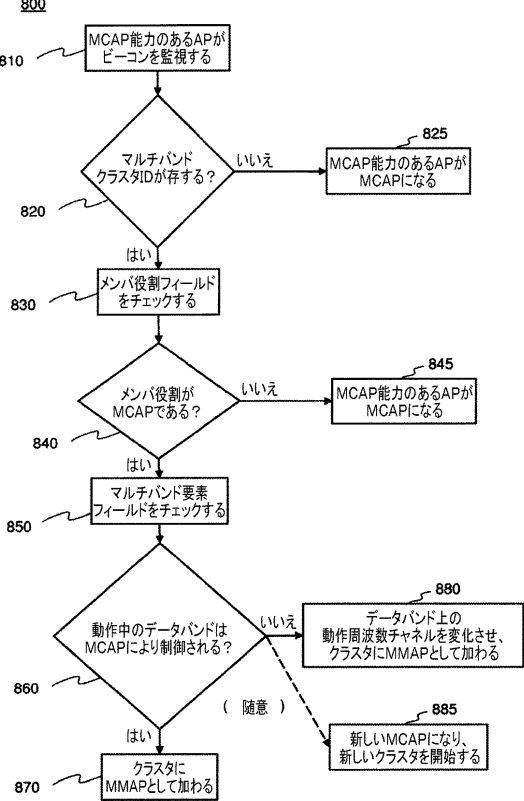 800
810
MCAP能力のあるAPが
ビーコンを監視する
マルチバンド
クラスタIDが存する？
820
いいえ
825
MCAP能力のあるAPが
MCAPになる
はい
830
メンバ役割フィールド
をチェックする
メンバ役割が
MCAPである？
840
いいえ
845
MCAP能力のあるAPが
MCAPになる
はい
850
マルチバンド要素
フィールドをチェックする
動作中のデータバンドは
MCAPにより制御される？
860
いいえ
880
データバンド上の
動作周波数チャネルを変化させ、
クラスタにMMAPとして加わる
( 随意 )
885
新しいMCAPになり、
新しいクラスタを開始する
はい
870
クラスタに
MMAPとして加わる